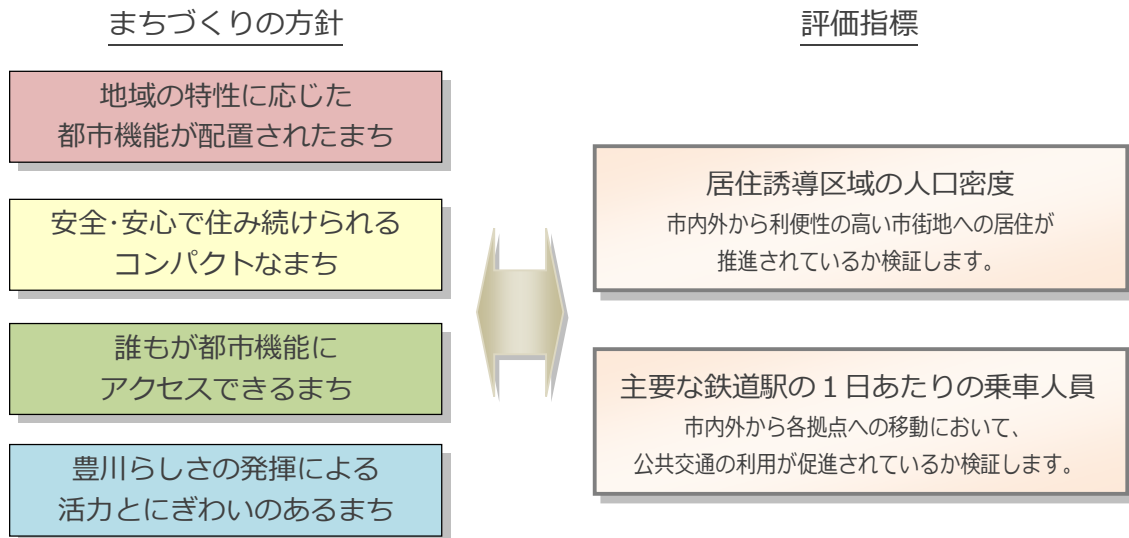 まちづくりの方針
地域の特性に応じた
都市機能が配置されたまち
安全・安心で住み続けられる
コンパクトなまち
誰もが都市機能に
アクセスできるまち
豊川らしさの発揮による
活力とにぎわいのあるまち
評価指標
居住誘導区域の人口密度
市内外から利便性の高い市街地への居住が
推進されているか検証します。
主要な鉄道駅の１日あたりの乗車人員
市内外から各拠点への移動において、
公共交通の利用が促進されているか検証します。